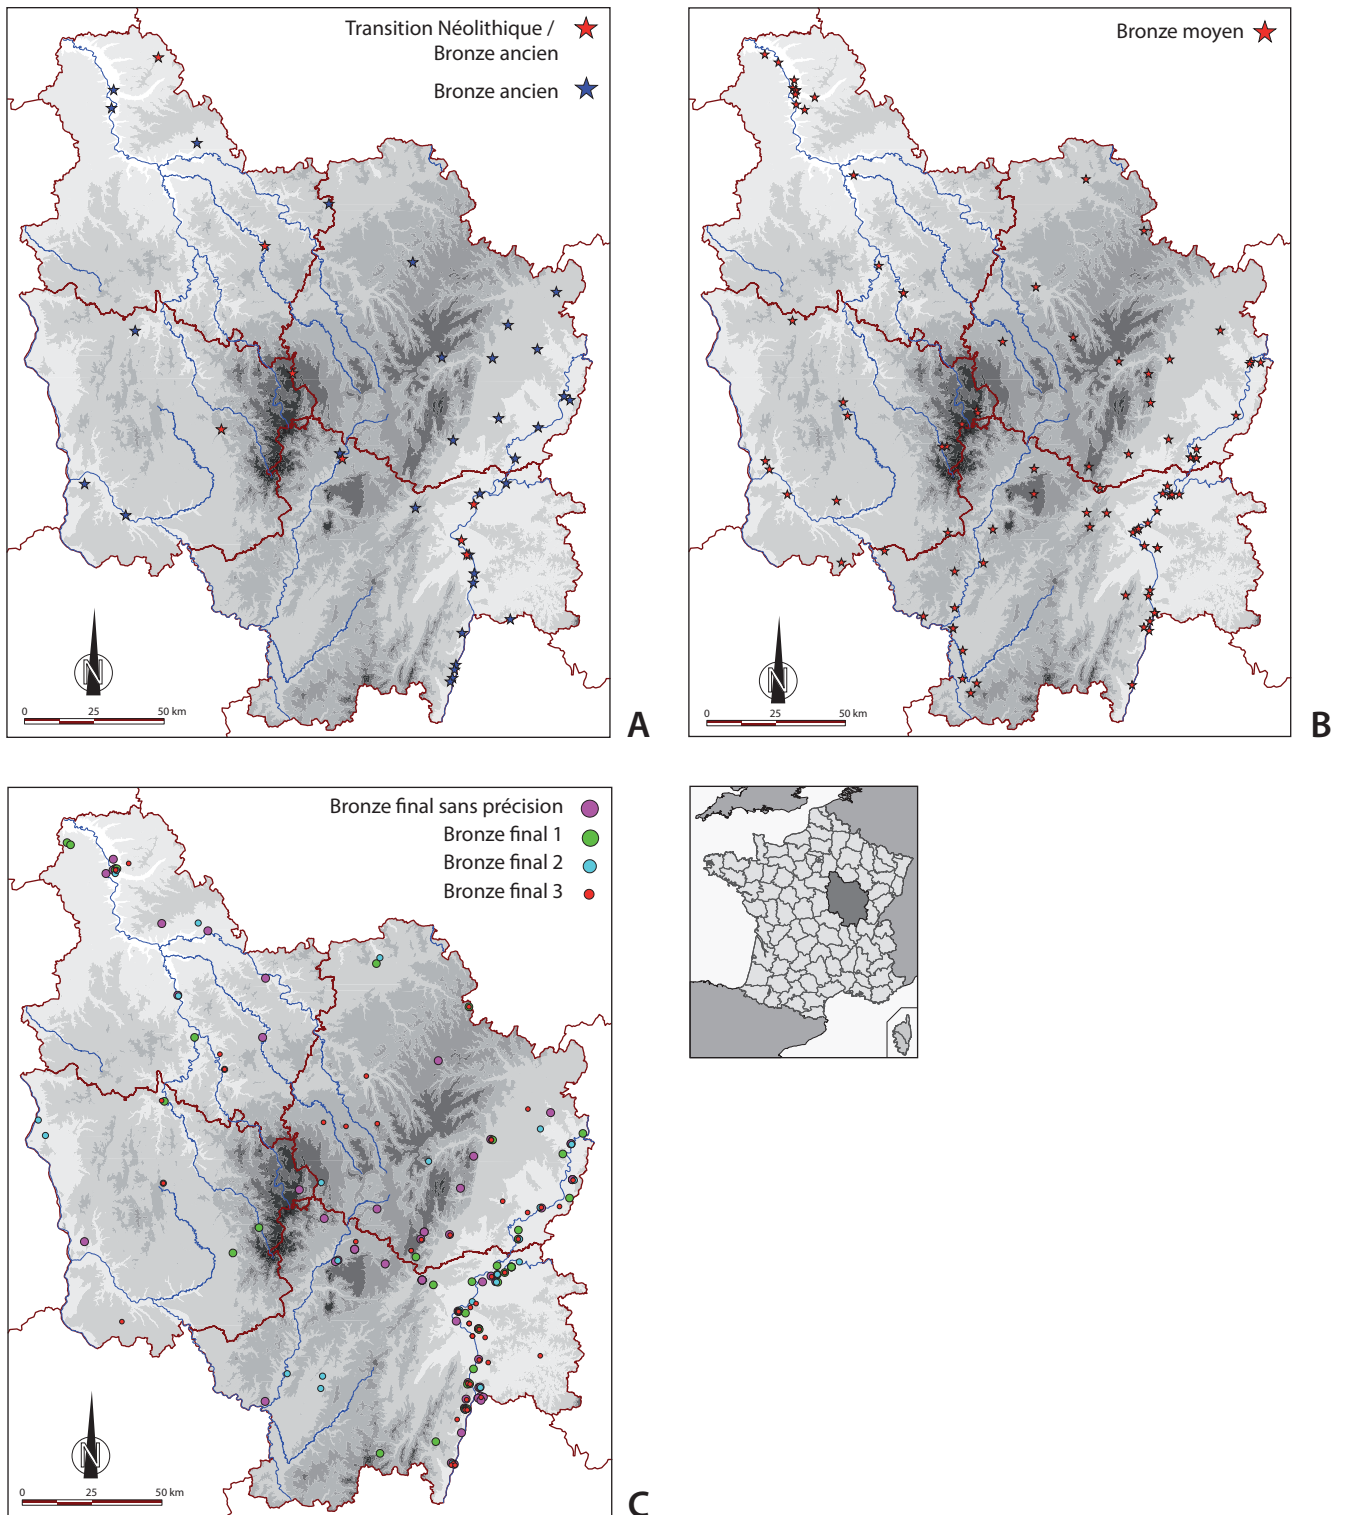 Transition Néolithique /
Bronze ancien
Bronze ancien
N
0 25 50 km
A
Bronze moyen
N
0 25 50 km
B
Bronze final sans précision
Bronze final 1
Bronze final 2
Bronze final 3
N
0 25 50 km
C